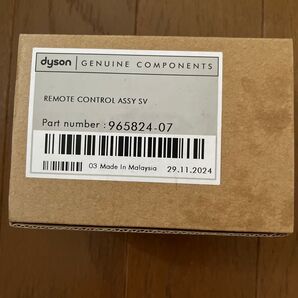 dyson GENUINE COMPONENTS
REMOTE CONTROL ASSY SV
Part number : 965824-07
03 Made In Malaysia 29.11.2024